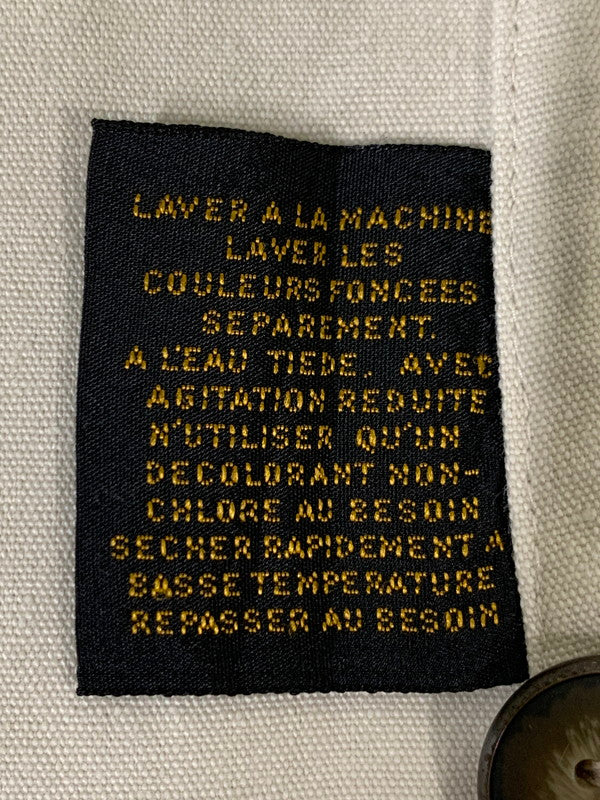 LAVER A LA MACHINE
LAVER LES
COULEURS FONCEES
SEPAREMENT.
A L'EAU TIEDE. AVEC
AGITATION REDUITE
N'UTILISER QU'UN
DECOLORANT NON-
CHLORE AU BESOIN
SECHER RAPIDEMENT A
BASSE TEMPERATURE
REPASSER AU BESOIN